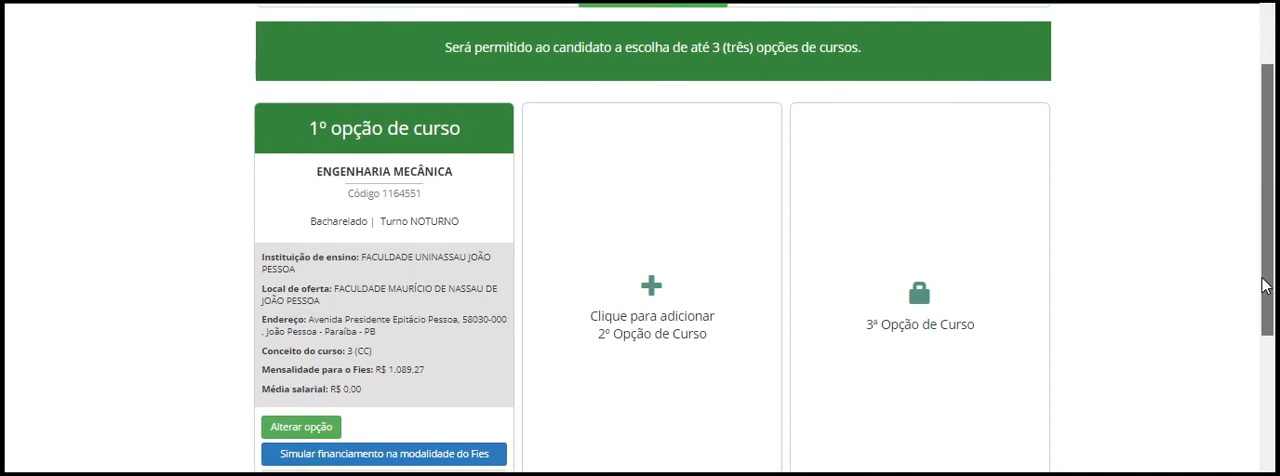 Será permitido ao candidato a escolha de até 3 (três) opções de cursos.
1º opção de curso
ENGENHARIA MECÂNICA
Código 1164551
Bacharelado | Turno NOTURNO
Instituição de ensino: FACULDADE UNINASSAU JOÃO
PESSOA
Local de oferta: FACULDADE MAURÍCIO DE NASSAU DE
JOÃO PESSOA
Endereço: Avenida Presidente Epitácio Pessoa, 58030-000
, João Pessoa - Paraíba - PB
Conceito do curso: 3 (CC)
Mensalidade para o Fies: R$ 1.089,27
Média salarial: R$ 0,00
Alterar opção
Simular financiamento na modalidade do Fies
Clique para adicionar
2º Opção de Curso
3ª Opção de Curso